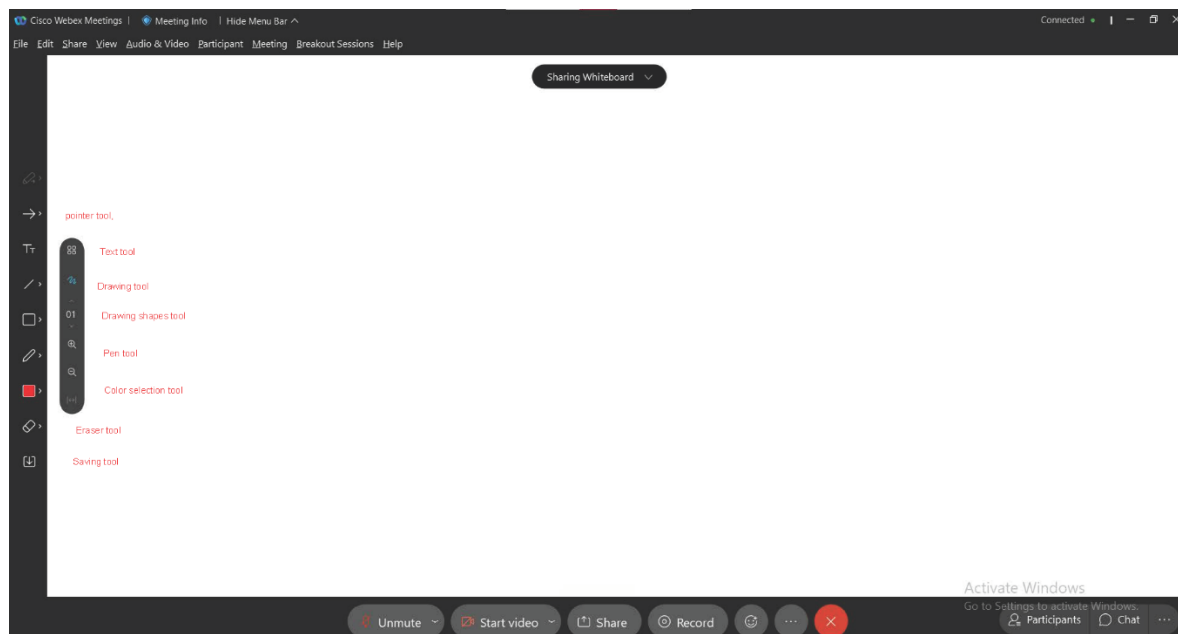 Cisco Webex Meetings | Meeting Info | Hide Menu Bar Connected
File Edit Share View Audio & Video Participant Meeting Breakout Sessions Help
Sharing Whiteboard
pointer tool,
Text tool
Drawing tool
01 Drawing shapes tool
Pen tool
Color selection tool
Eraser tool
Saving tool
Activate Windows
Go to Settings to activate Windows.
Unmute Start video Share Record Participants Chat